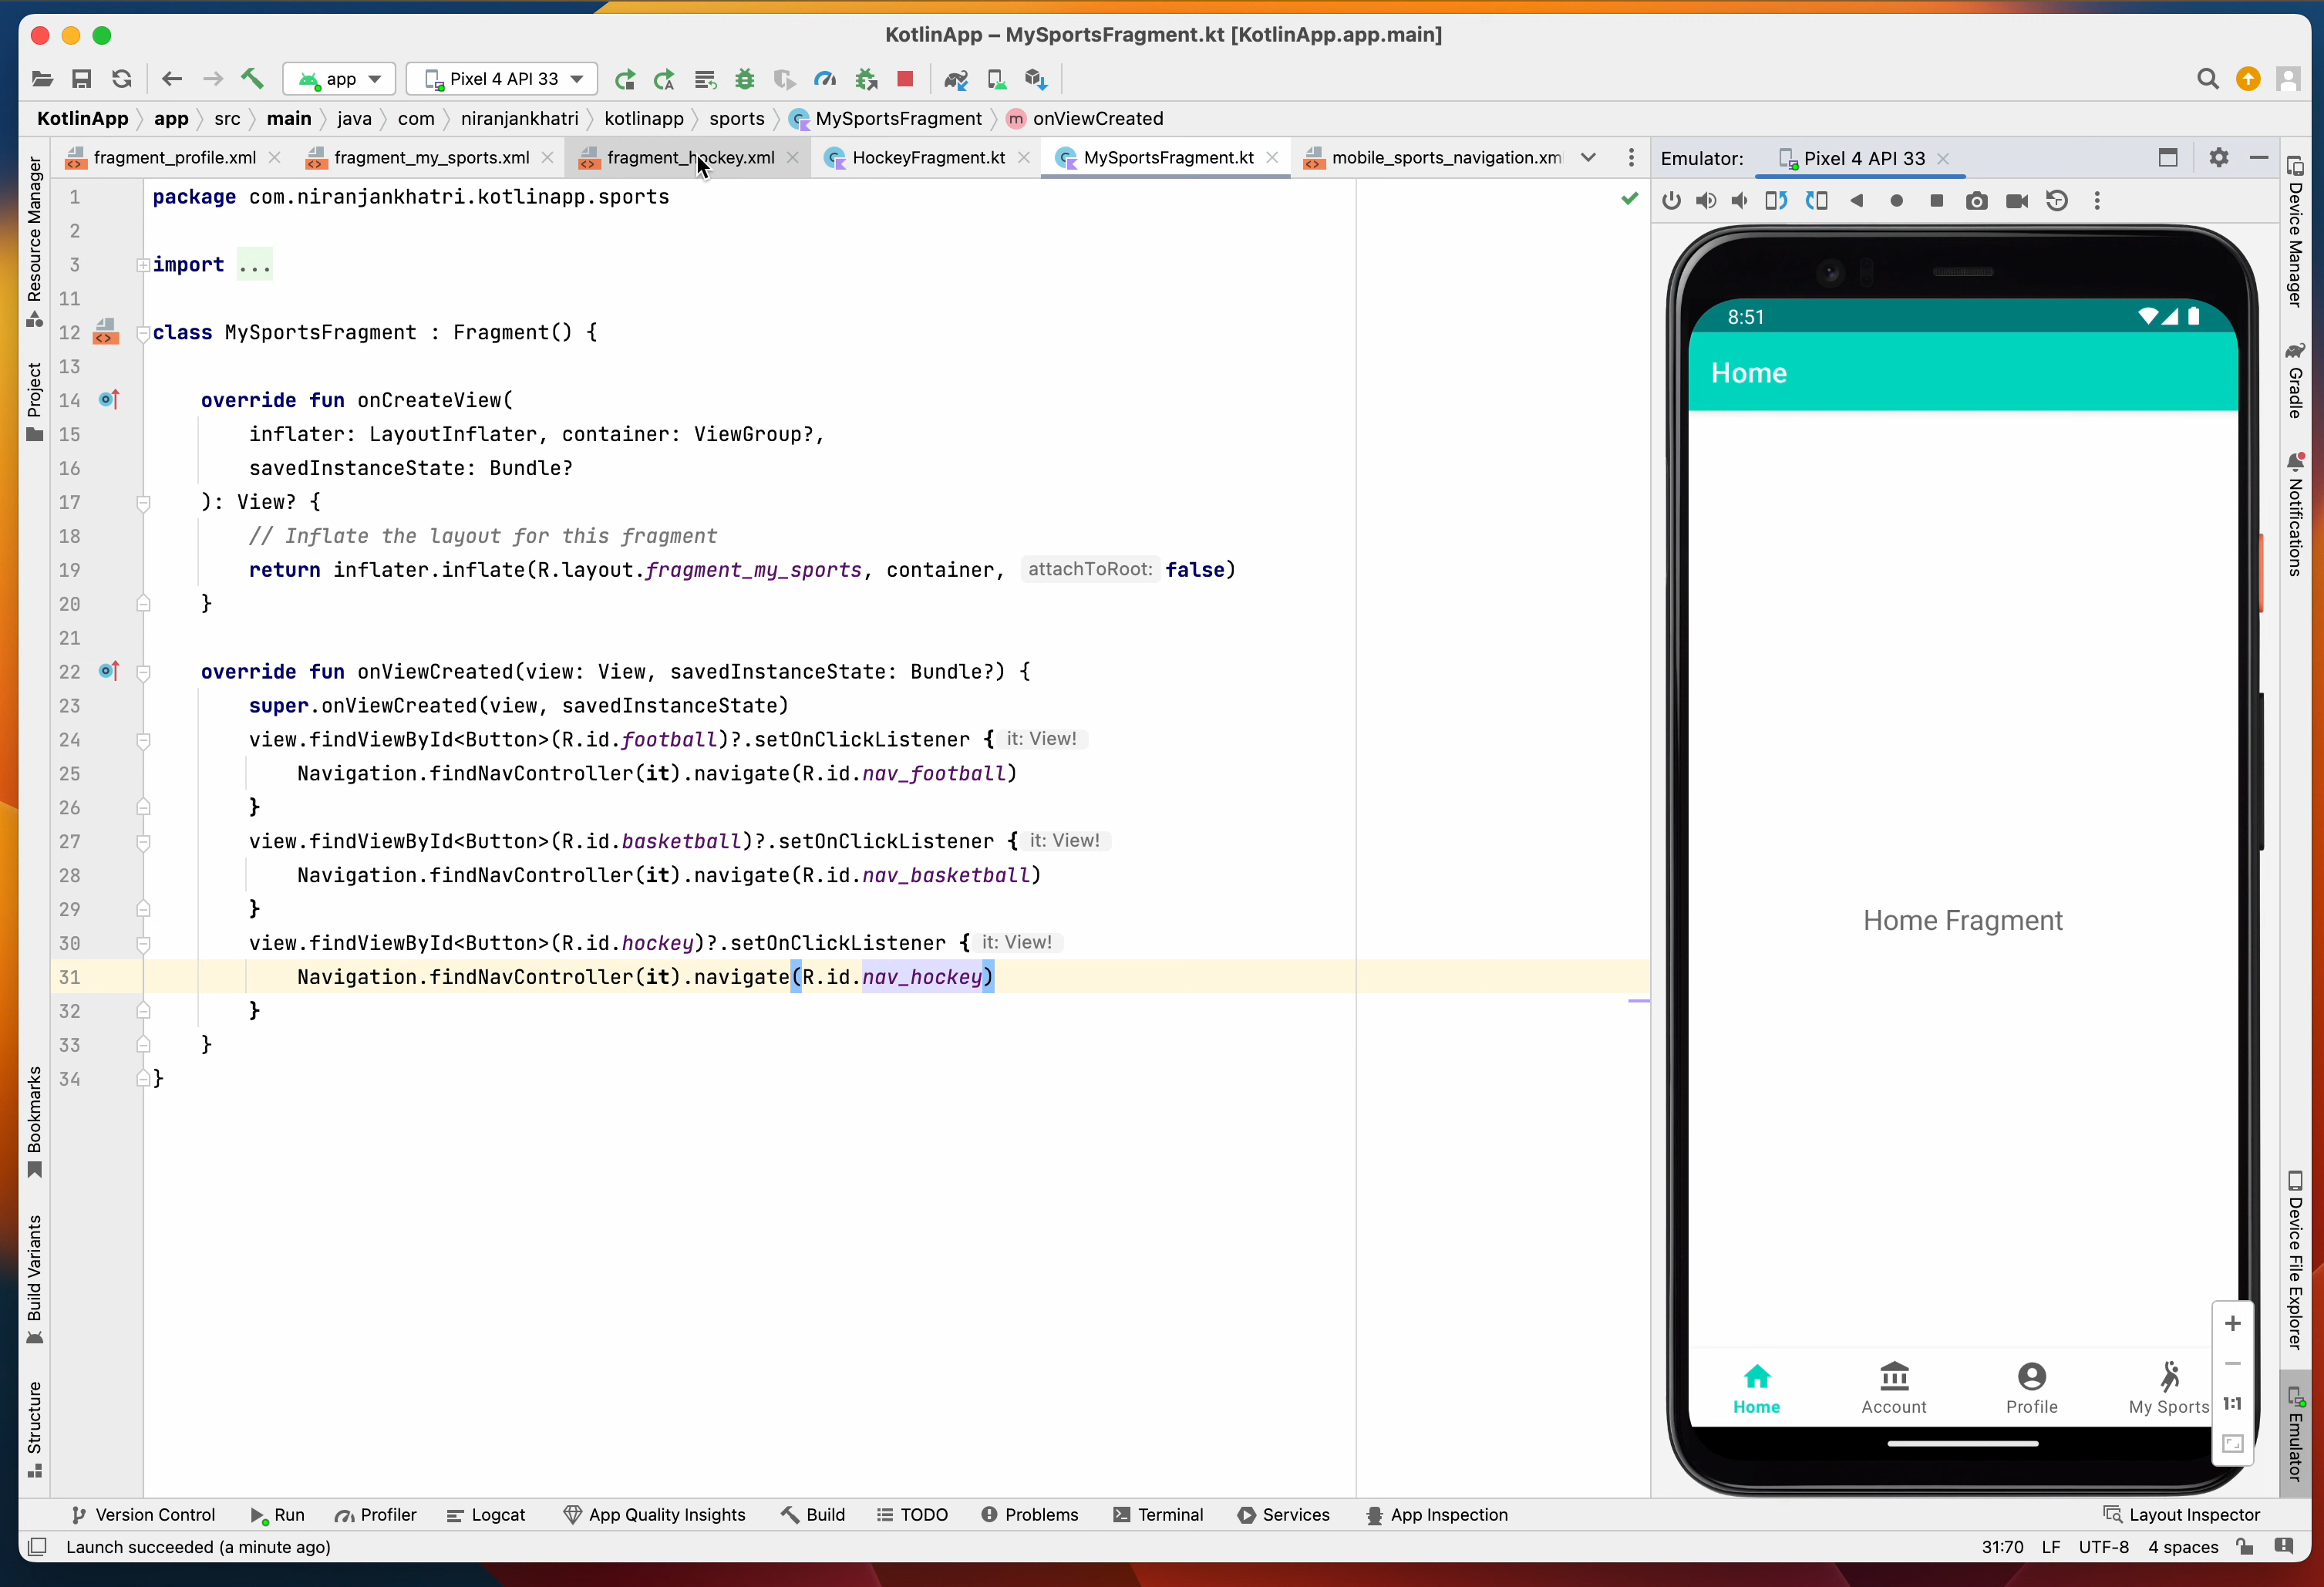 KotlinApp – MySportsFragment.kt [KotlinApp.app.main]
app
Pixel 4 API 33
KotlinApp
app
src
main
java
com
niranjankhatri
kotlinapp
sports
MySportsFragment
m
onViewCreated
fragment_profile.xml
fragment_my_sports.xml
fragment_hockey.xml
HockeyFragment.kt
MySportsFragment.kt
mobile_sports_navigation.xm
Emulator:
Pixel 4 API 33
1 package com.niranjankhatri.kotlinapp.sports
2
3 import ...
11
12 class MySportsFragment : Fragment() {
13
14 override fun onCreateView(
15 inflater: LayoutInflater, container: ViewGroup?,
16 savedInstanceState: Bundle?
17 ): View? {
18 // Inflate the layout for this fragment
19 return inflater.inflate(R.layout.fragment_my_sports, container, attachToRoot: false)
20 }
21
22 override fun onViewCreated(view: View, savedInstanceState: Bundle?) {
23 super.onViewCreated(view, savedInstanceState)
24 view.findViewById<Button>(R.id.football)?.setOnClickListener { it: View!
25 Navigation.findNavController(it).navigate(R.id.nav_football)
26 }
27 view.findViewById<Button>(R.id.basketball)?.setOnClickListener { it: View!
28 Navigation.findNavController(it).navigate(R.id.nav_basketball)
29 }
30 view.findViewById<Button>(R.id.hockey)?.setOnClickListener { it: View!
31 Navigation.findNavController(it).navigate(R.id.nav_hockey)
32 }
33 }
34 }
Resource Manager
Project
Bookmarks
Build Variants
Structure
8:51
Home
Home Fragment
Home
Account
Profile
My Sports
1:1
Device Manager
Gradle
Notifications
Device File Explorer
Emulator
Version Control
Run
Profiler
Logcat
App Quality Insights
Build
TODO
Problems
Terminal
Services
App Inspection
Layout Inspector
Launch succeeded (a minute ago)
31:70
LF
UTF-8
4 spaces